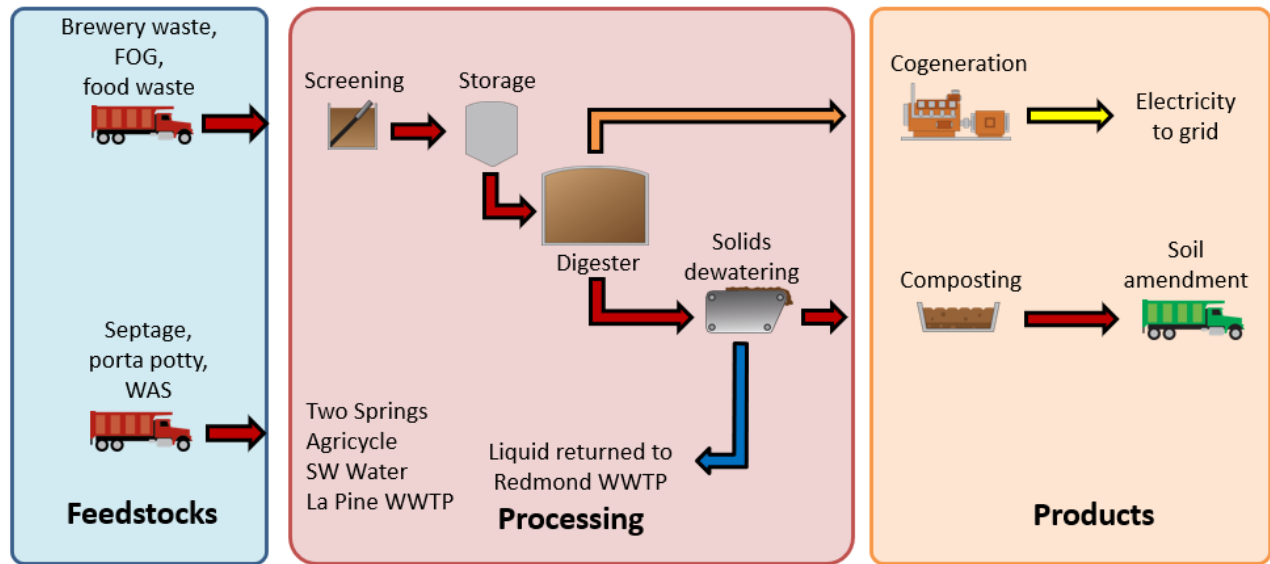 Brewery waste,
FOG,
food waste
Septage,
porta potty,
WAS
Feedstocks
Screening
Storage
Digester
Solids
dewatering
Two Springs
Agricycle
SW Water
La Pine WWTP
Liquid returned to
Redmond WWTP
Processing
Cogeneration
Electricity
to grid
Composting
Soil
amendment
Products